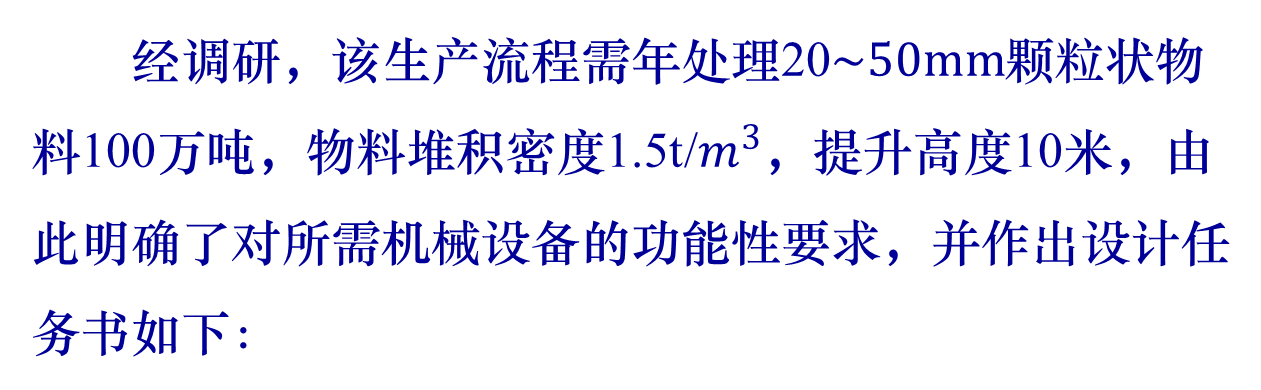 经调研，该生产流程需年处理20~50mm颗粒状物
料100万吨，物料堆积密度1.5t/m³，提升高度10米，由
此明确了对所需机械设备的功能性要求，并作出设计任
务书如下：